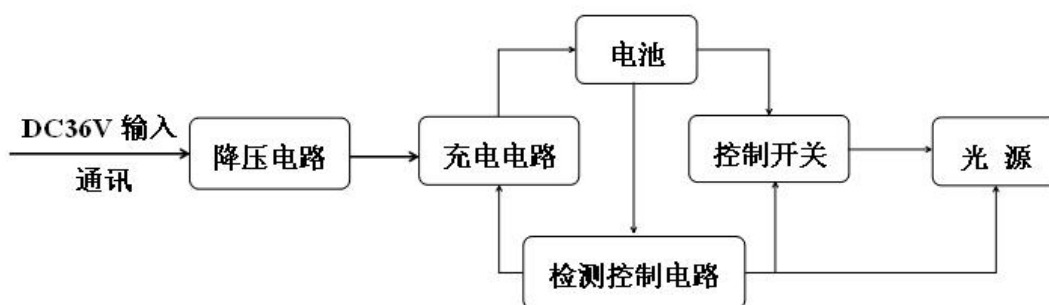 电池
DC36V 输入
通讯
降压电路
充电电路
控制开关
光 源
检测控制电路